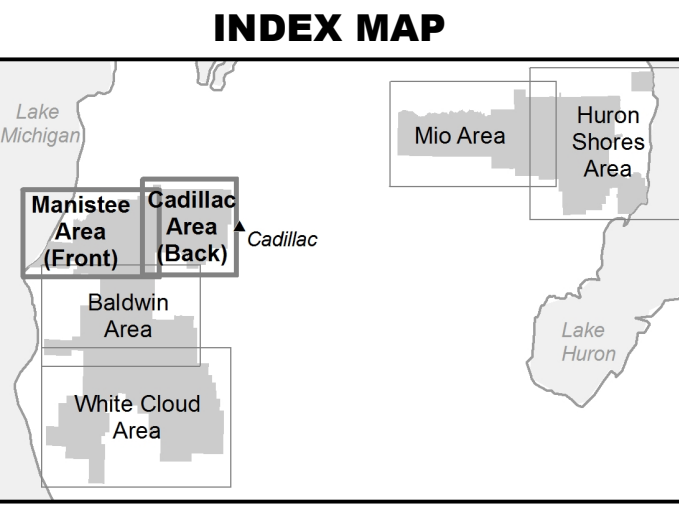 INDEX MAP
Lake
Michigan
Mio Area
Huron
Shores
Area
Manistee
Area
(Front)
Cadillac
Area
(Back)
Cadillac
Baldwin
Area
Lake
Huron
White Cloud
Area